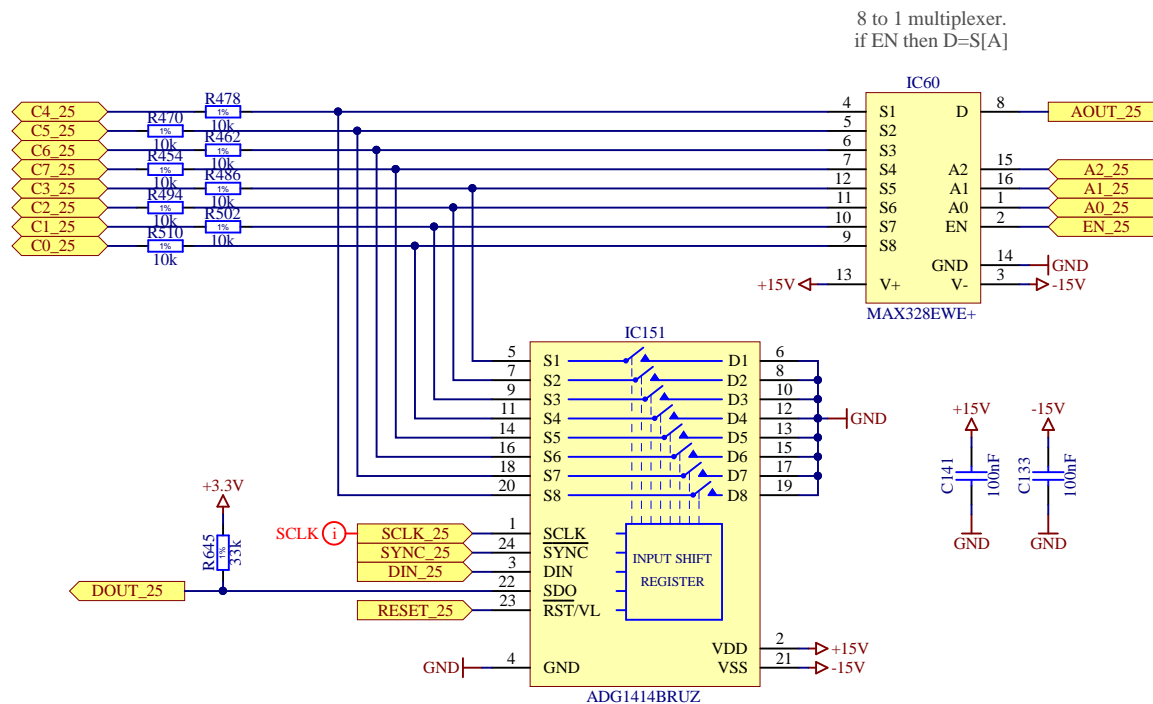 8 to 1 multiplexer.
if EN then D=S[A]
IC60
C4_25 R478 1% 10k 4 S1 D 8 AOUT_25
C5_25 R470 1% 10k 5 S2
C6_25 R462 1% 10k 6 S3
C7_25 R454 1% 10k 7 S4 A2 15 A2_25
C3_25 R486 1% 10k 12 S5 A1 16 A1_25
C2_25 R494 1% 10k 11 S6 A0 1 A0_25
C1_25 R502 1% 10k 10 S7 EN 2 EN_25
C0_25 R510 1% 10k 9 S8
GND 14 GND
+15V 13 V+ V- 3 -15V
MAX328EWE+
IC151
5 S1 D1 6
7 S2 D2 8
9 S3 D3 10
11 S4 D4 12 GND
14 S5 D5 13
16 S6 D6 15
18 S7 D7 17
20 S8 D8 19
+15V -15V
C141 100nF C133 100nF
GND GND
+3.3V
R645 1% 33k
SCLK i SCLK_25 1 SCLK
SYNC_25 24 SYNC
DIN_25 3 DIN
DOUT_25 22 SDO
RESET_25 23 RST/VL
INPUT SHIFT
REGISTER
VDD 2 +15V
GND 4 GND VSS 21 -15V
ADG1414BRUZ